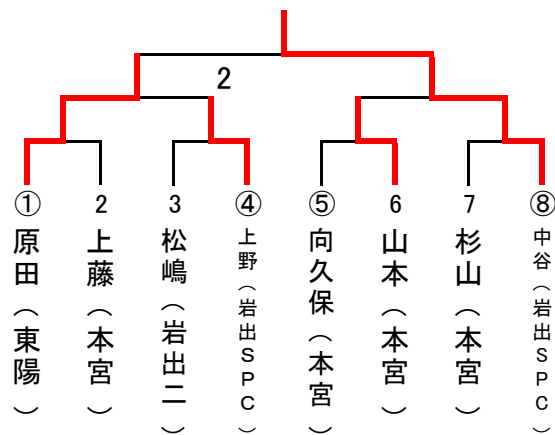 2
① 2 3 ④ ⑤ 6 7 ⑧
原田（東陽）
上藤（本宮）
松嶋（岩出二）
上野（岩出SPC）
向久保（本宮）
山本（本宮）
杉山（本宮）
中谷（岩出SPC）